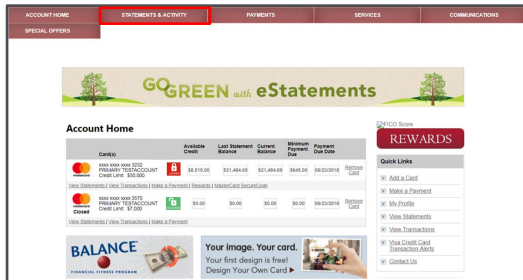 ACCOUNT HOME
STATEMENTS & ACTIVITY
PAYMENTS
SERVICES
COMMUNICATIONS
SPECIAL OFFERS
GO GREEN with eStatements
Account Home
Card(s) Available Credit Last Statement Balance Current Balance Minimum Payment Due Payment Due Date
xxxx xxxx xxxx 3232
PRIMARY TESTACCOUNT
Credit Limit $30,000
$21,484.65 $21,484.65 $645.00 06/23/2018 Remove Card
View Statements | View Transactions | Make a Payment | Rewards | MasterCard SecureCode
xxxx xxxx xxxx 3570
PRIMARY TESTACCOUNT
Credit Limit $7,000
Closed
$0.00 $0.00 $0.00 $0.00 06/23/2018 Remove Card
View Statements | View Transactions | Make a Payment
BALANCE
FINANCIAL FITNESS PROGRAM
Your image. Your card.
Your first design is free!
Design Your Own Card
FICO Score
REWARDS
Quick Links
Add a Card
Make a Payment
My Profile
View Statements
View Transactions
Visa Credit Card
Transaction Alerts
Contact Us